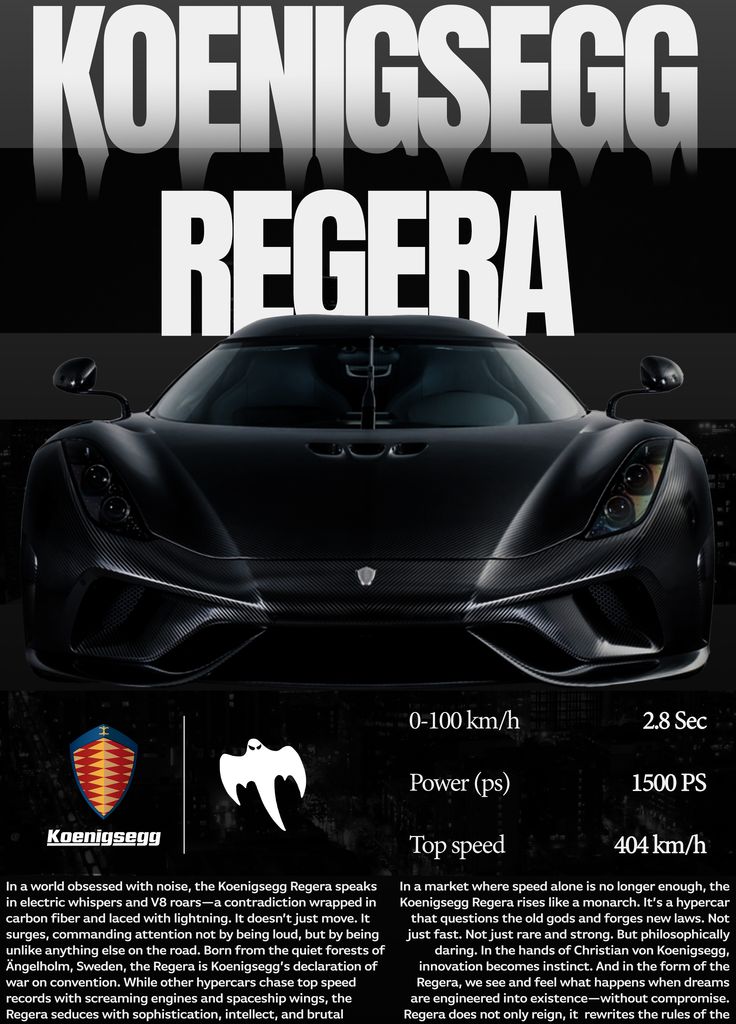 KOENIGSEGG
REGERA
0-100 km/h 2.8 Sec
Power (ps) 1500 PS
Top speed 404 km/h
Koenigsegg
In a world obsessed with noise, the Koenigsegg Regera speaks
in electric whispers and V8 roars—a contradiction wrapped in
carbon fiber and laced with lightning. It doesn't just move. It
surges, commanding attention not by being loud, but by being
unlike anything else on the road. Born from the quiet forests of
Ängelholm, Sweden, the Regera is Koenigsegg's declaration of
war on convention. While other hypercars chase top speed
records with screaming engines and spaceship wings, the
Regera seduces with sophistication, intellect, and brutal
In a market where speed alone is no longer enough, the
Koenigsegg Regera rises like a monarch. It's a hypercar
that questions the old gods and forges new laws. Not
just fast. Not just rare and strong. But philosophically
daring. In the hands of Christian von Koenigsegg,
innovation becomes instinct. And in the form of the
Regera, we see and feel what happens when dreams
are engineered into existence—without compromise.
Regera does not only reign, it rewrites the rules of the